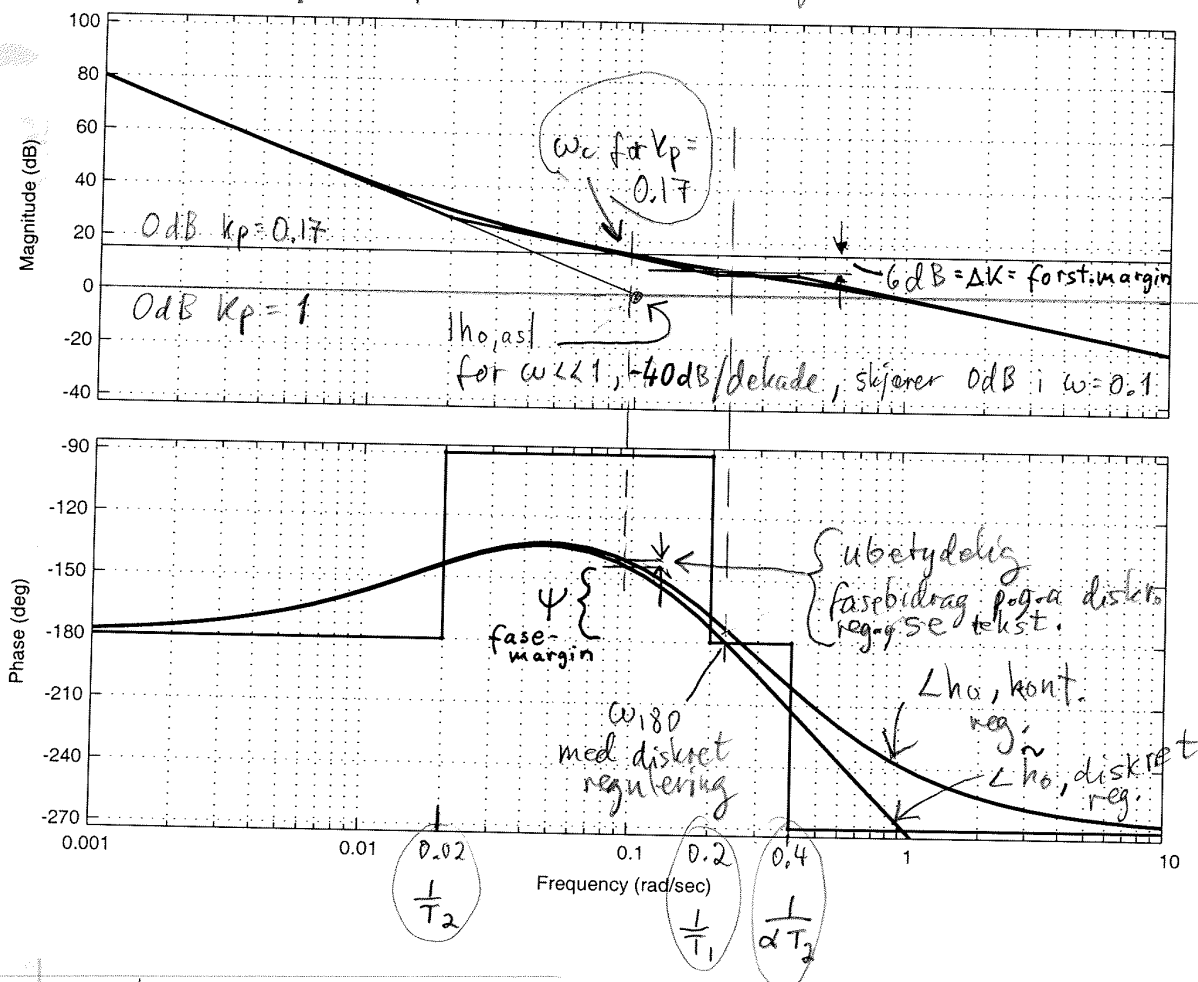 100
80
60
40
20
0
-20
-40
Magnitude (dB)
ωc for Kp=
0.17
0dB Kp=0.17
6dB = ΔK = forst.margin
0dB Kp=1
|ho,as|
for ω<<1, -40dB/dekade, skjærer 0dB i ω=0.1
-90
-120
-150
-180
-210
-240
-270
Phase (deg)
ψ
fase-
margin
ubetydelig
fasebidrag p.g.a diskr.
reg., se tekst.
ω180
med diskret
regulering
∠ho, kont.
reg.
∠h̃o, diskret
reg.
0.001
0.01
0.02
0.1
0.2
0.4
1
10
Frequency (rad/sec)
1/T2
1/T1
1/αT2